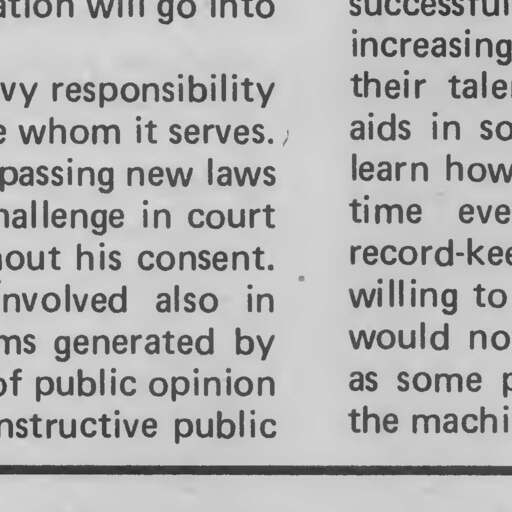 ation will go into
vy responsibility
e whom it serves.
passing new laws
hallenge in court
hout his consent.
involved also in
ms generated by
of public opinion
nstructive public
successful
increasing
their tale
aids in so
learn how
time eve
record-kee
willing to
would no
as some p
the machi